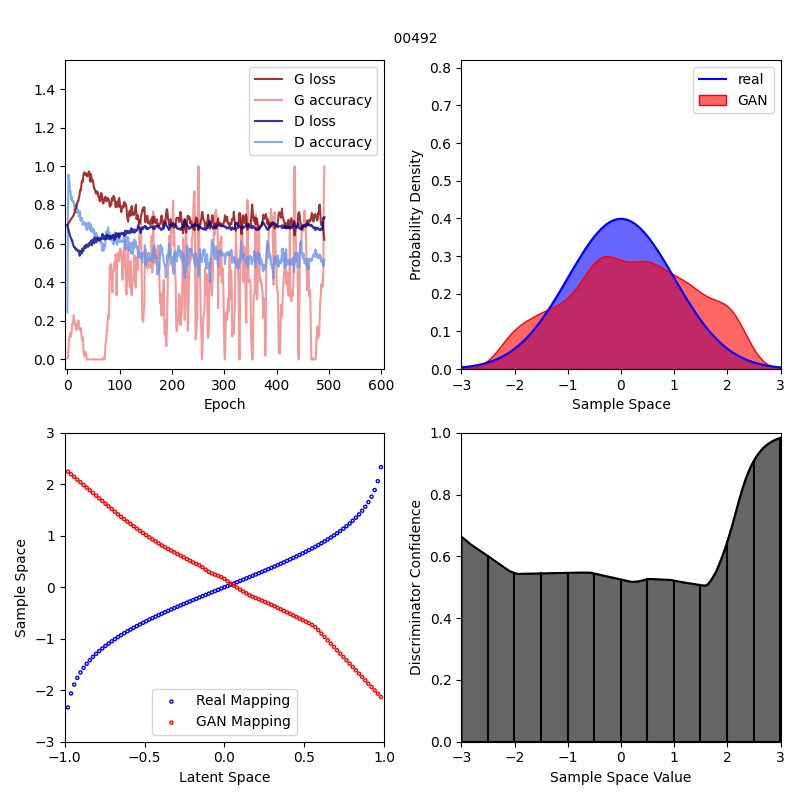 00492
G loss
G accuracy
D loss
D accuracy
1.4
1.2
1.0
0.8
0.6
0.4
0.2
0.0
0 100 200 300 400 500 600
Epoch
real
GAN
Probability Density
0.8
0.7
0.6
0.5
0.4
0.3
0.2
0.1
0.0
−3 −2 −1 0 1 2 3
Sample Space
Sample Space
3
2
1
0
−1
−2
−3
Real Mapping
GAN Mapping
−1.0 −0.5 0.0 0.5 1.0
Latent Space
Discriminator Confidence
1.0
0.8
0.6
0.4
0.2
0.0
−3 −2 −1 0 1 2 3
Sample Space Value